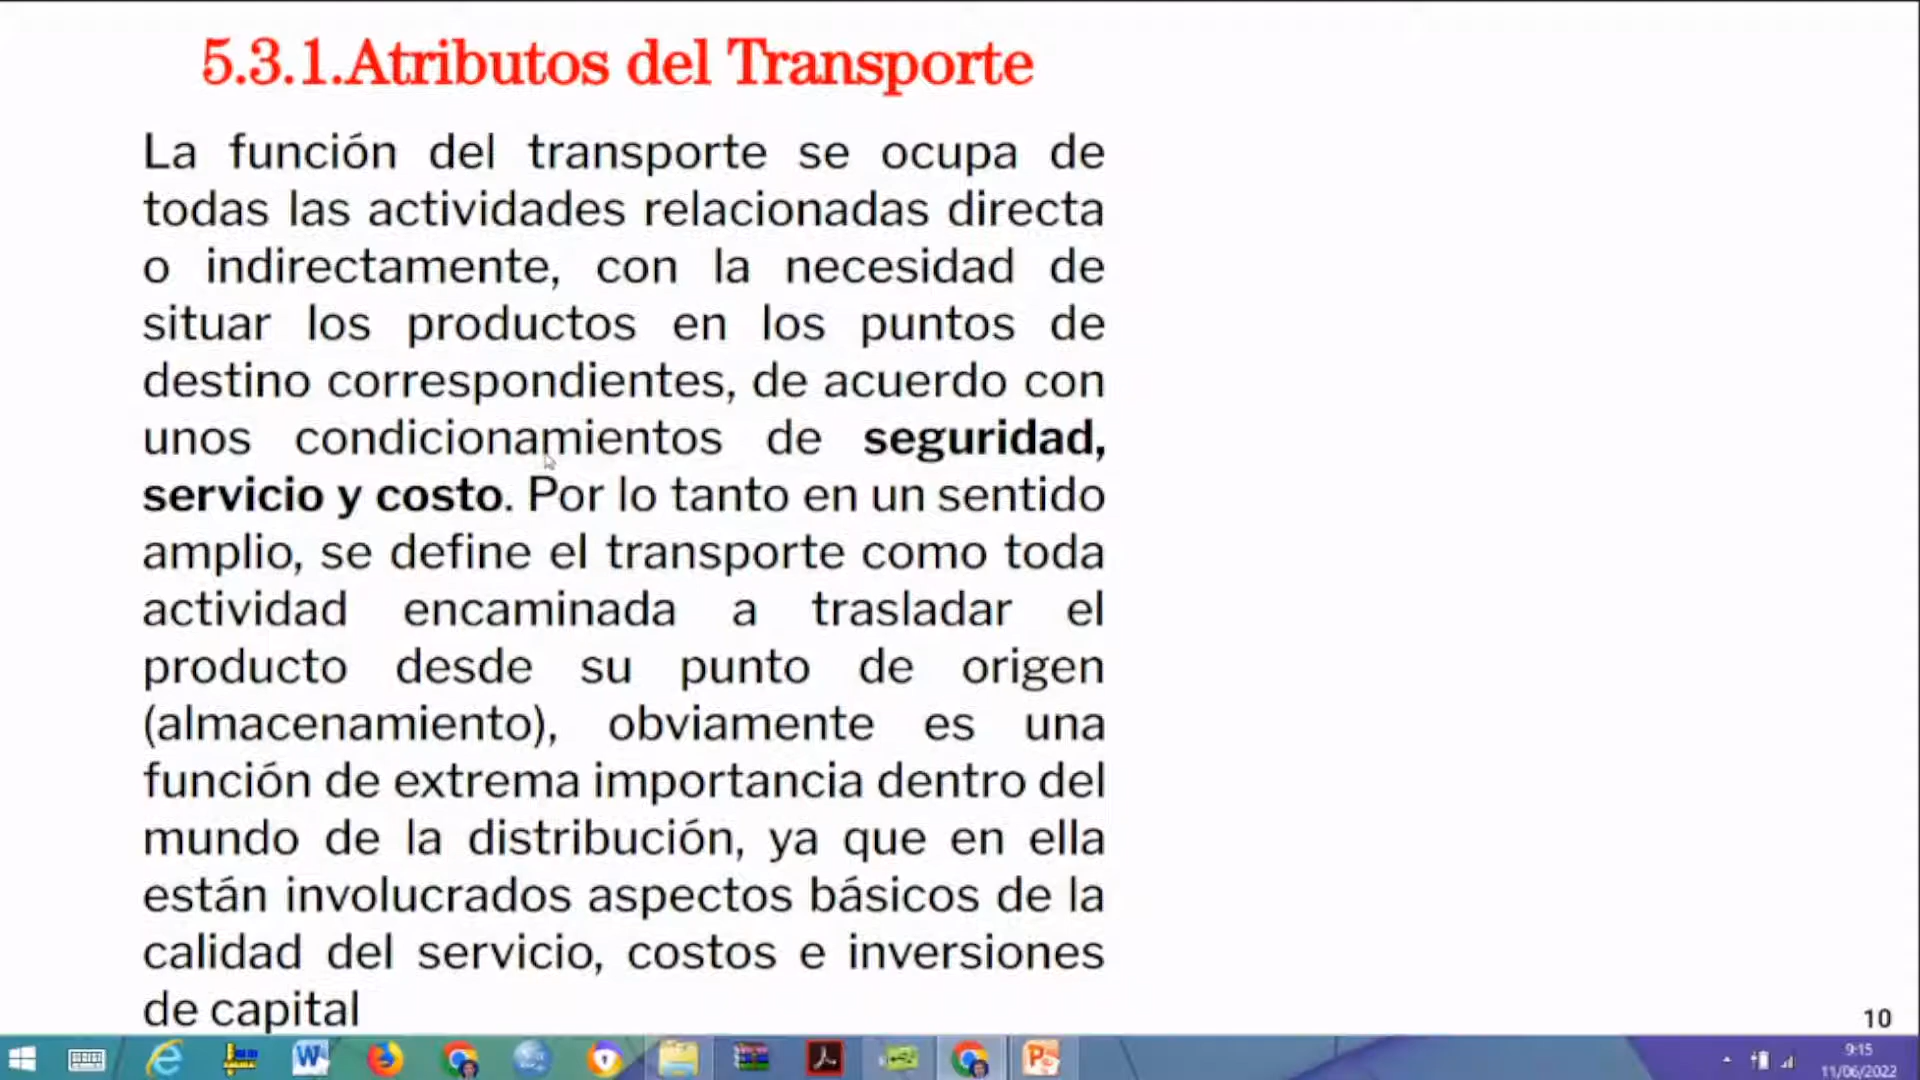 5.3.1.Atributos del Transporte
La función del transporte se ocupa de
todas las actividades relacionadas directa
o indirectamente, con la necesidad de
situar los productos en los puntos de
destino correspondientes, de acuerdo con
unos condicionamientos de seguridad,
servicio y costo. Por lo tanto en un sentido
amplio, se define el transporte como toda
actividad encaminada a trasladar el
producto desde su punto de origen
(almacenamiento), obviamente es una
función de extrema importancia dentro del
mundo de la distribución, ya que en ella
están involucrados aspectos básicos de la
calidad del servicio, costos e inversiones
de capital
10
9:15
11/06/2022